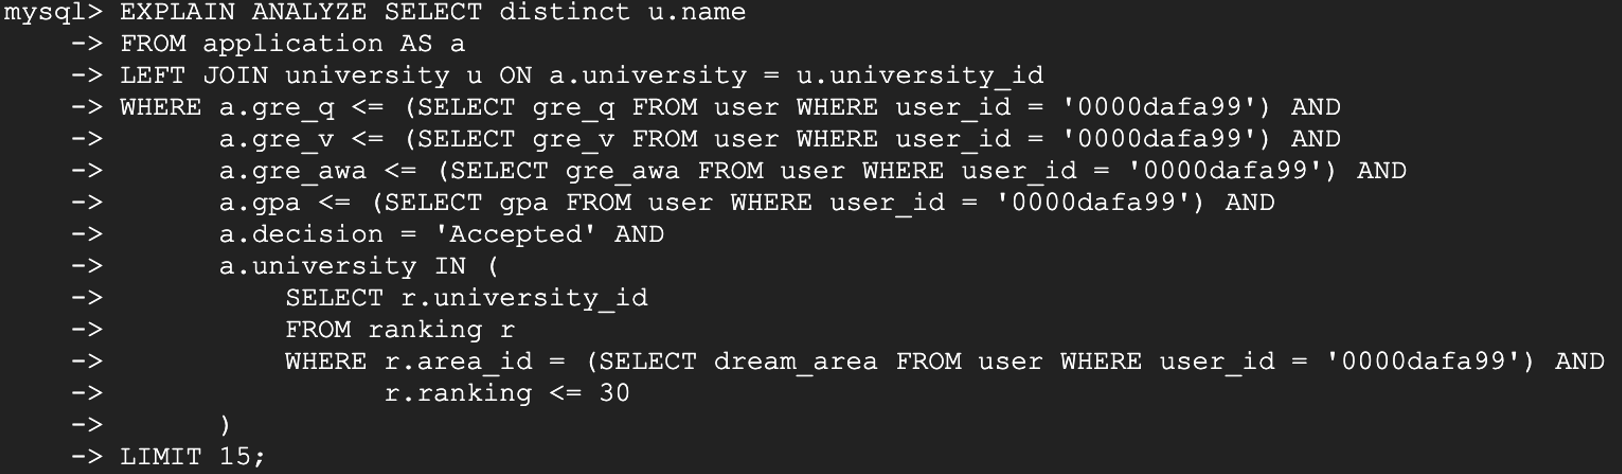 mysql> EXPLAIN ANALYZE SELECT distinct u.name
    -> FROM application AS a
    -> LEFT JOIN university u ON a.university = u.university_id
    -> WHERE a.gre_q <= (SELECT gre_q FROM user WHERE user_id = '0000dafa99') AND
    ->       a.gre_v <= (SELECT gre_v FROM user WHERE user_id = '0000dafa99') AND
    ->       a.gre_awa <= (SELECT gre_awa FROM user WHERE user_id = '0000dafa99') AND
    ->       a.gpa <= (SELECT gpa FROM user WHERE user_id = '0000dafa99') AND
    ->       a.decision = 'Accepted' AND
    ->       a.university IN (
    ->           SELECT r.university_id
    ->           FROM ranking r
    ->           WHERE r.area_id = (SELECT dream_area FROM user WHERE user_id = '0000dafa99') AND
    ->                 r.ranking <= 30
    ->       )
    -> LIMIT 15;